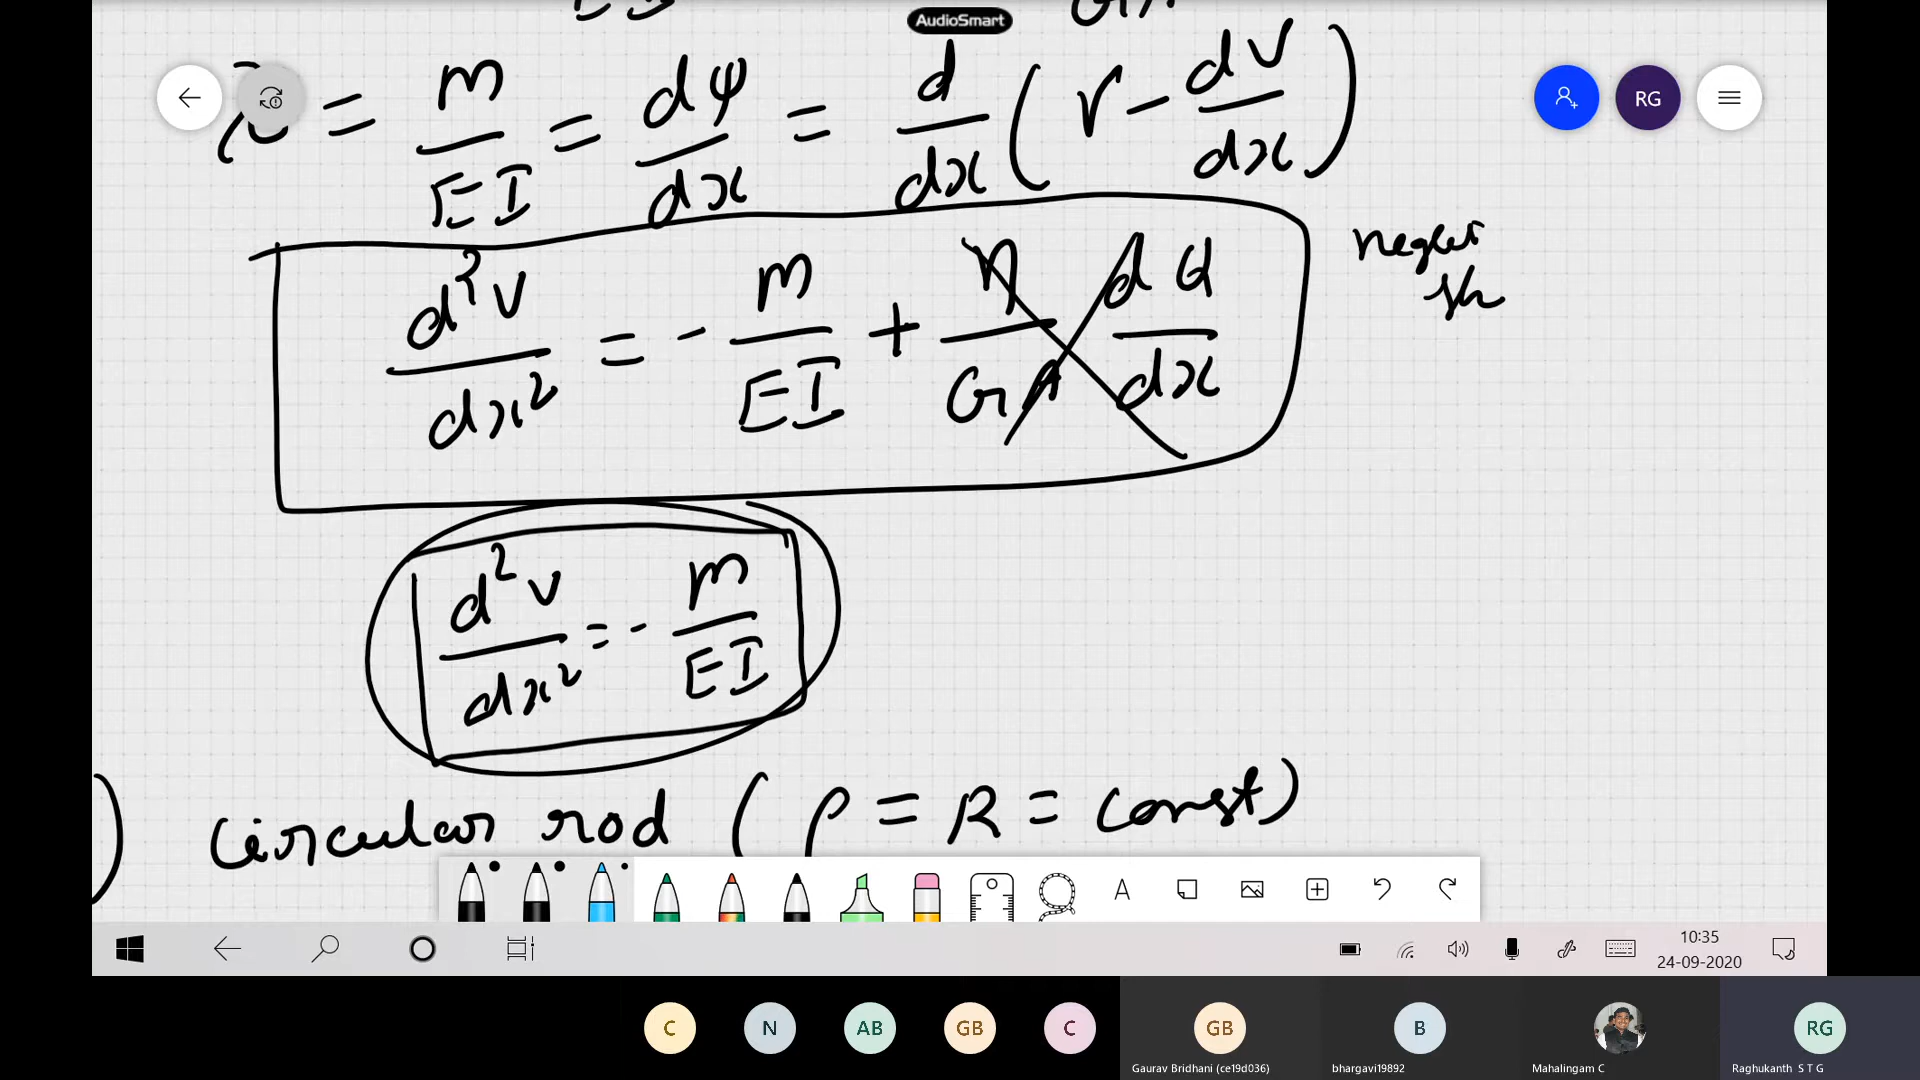 AudioSmart
= M/EI = dψ/dx = d/dx (γ - dv/dx)
RG
d²v/dx² = - M/EI + η/GA dQ/dx
neglect
d²v/dx² = - M/EI
) circular rod (ρ = R = const)
A
10:35
24-09-2020
C N AB GB C GB B RG
Gaurav Bridhani (ce19d036) bhargavi19892 Mahalingam C Raghukanth S T G